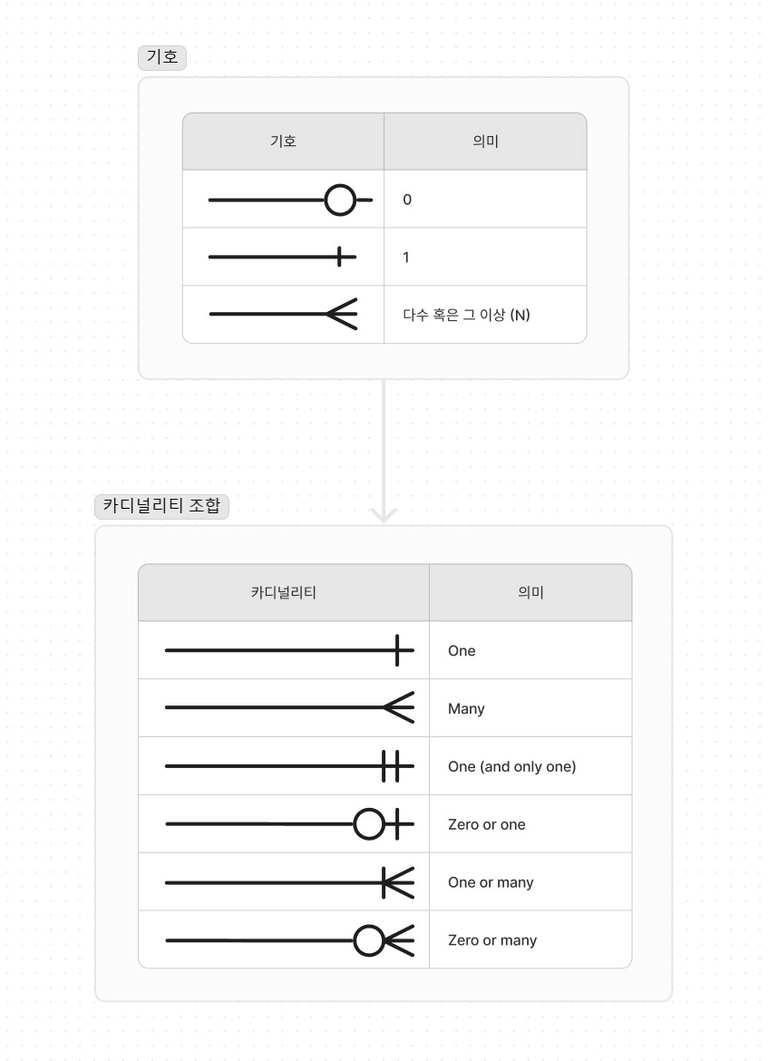 기호
기호 의미
0
1
다수 혹은 그 이상 (N)
카디널리티 조합
카디널리티 의미
One
Many
One (and only one)
Zero or one
One or many
Zero or many